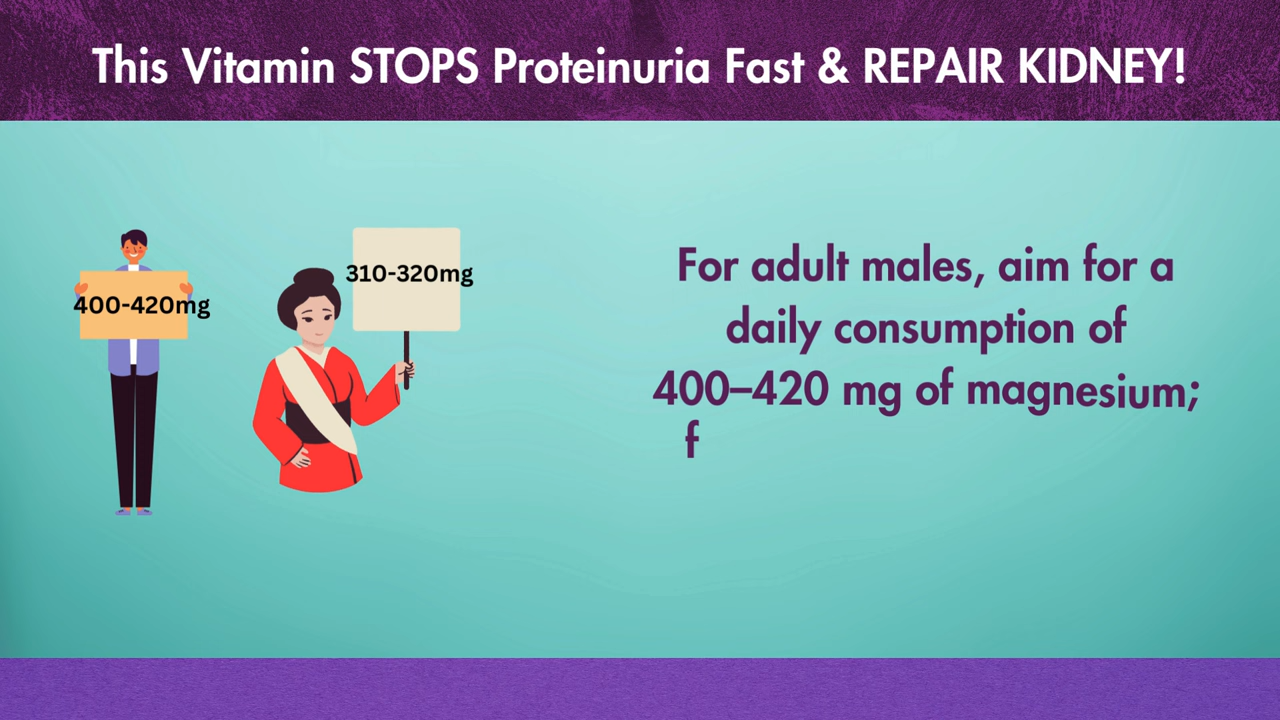 This Vitamin STOPS Proteinuria Fast & REPAIR KIDNEY!
400-420mg
310-320mg
For adult males, aim for a
daily consumption of
400–420 mg of magnesium;
f